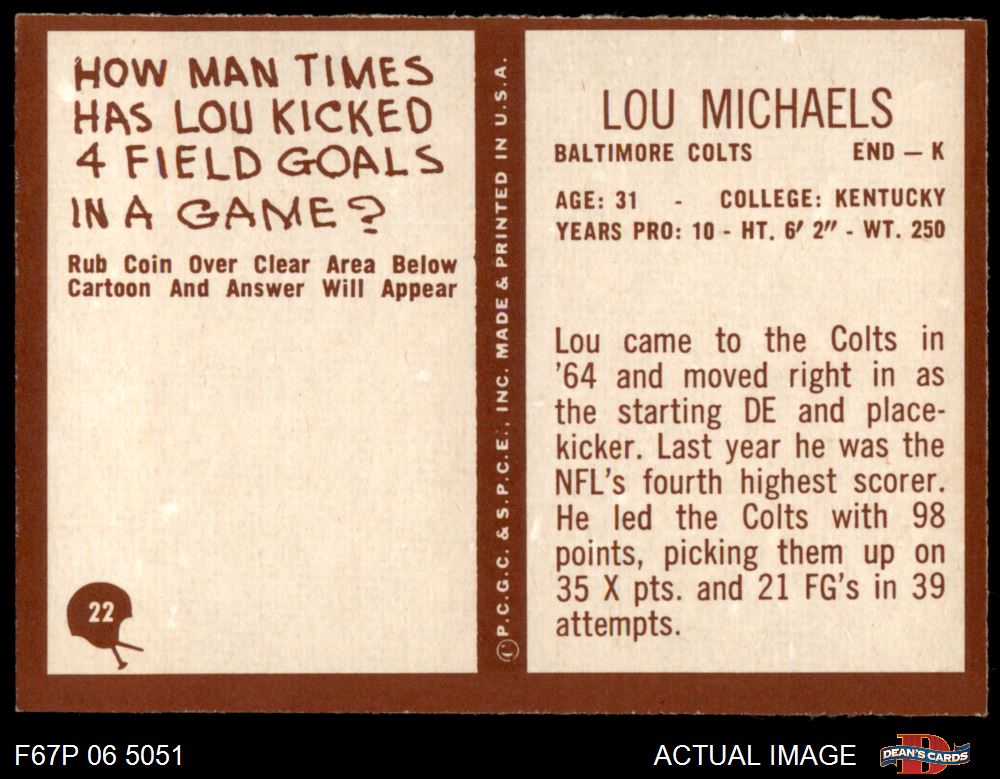 HOW MAN TIMES
HAS LOU KICKED
4 FIELD GOALS
IN A GAME?
Rub Coin Over Clear Area Below
Cartoon And Answer Will Appear
22
© P.C.G.C. & S.P.C.E., INC. MADE & PRINTED IN U.S.A.
LOU MICHAELS
BALTIMORE COLTS END — K
AGE: 31 - COLLEGE: KENTUCKY
YEARS PRO: 10 - HT. 6′ 2″ - WT. 250
Lou came to the Colts in
'64 and moved right in as
the starting DE and place-
kicker. Last year he was the
NFL's fourth highest scorer.
He led the Colts with 98
points, picking them up on
35 X pts. and 21 FG's in 39
attempts.
F67P 06 5051 ACTUAL IMAGE
DEAN'S CARDS